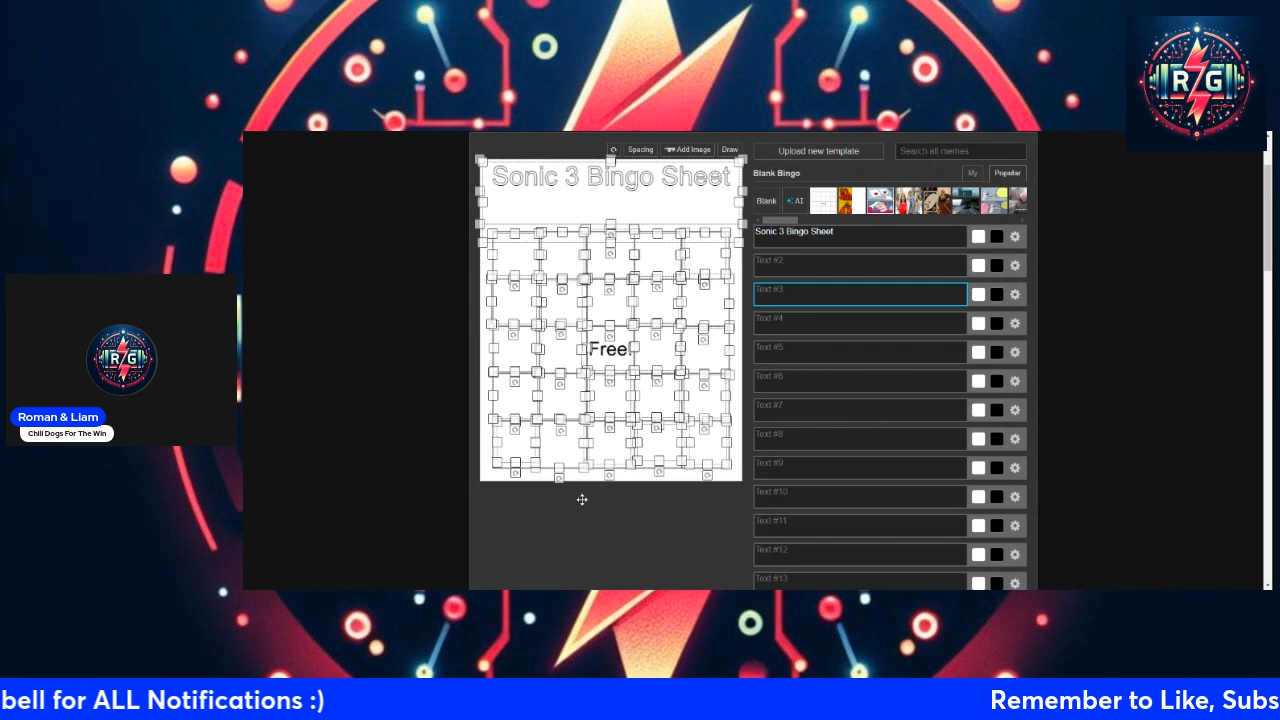 R G
Spacing
Add Image
Draw
Upload new template
Search all memes
Sonic 3 Bingo Sheet
Blank Bingo
My
Popular
Blank
AI
Sonic 3 Bingo Sheet
Text #2
Text #3
Text #4
Free!
Text #5
R G
Text #6
Text #7
Roman & Liam
Chili Dogs For The Win
Text #8
Text #9
Text #10
Text #11
Text #12
Text #13
bell for ALL Notifications :)
Remember to Like, Subs